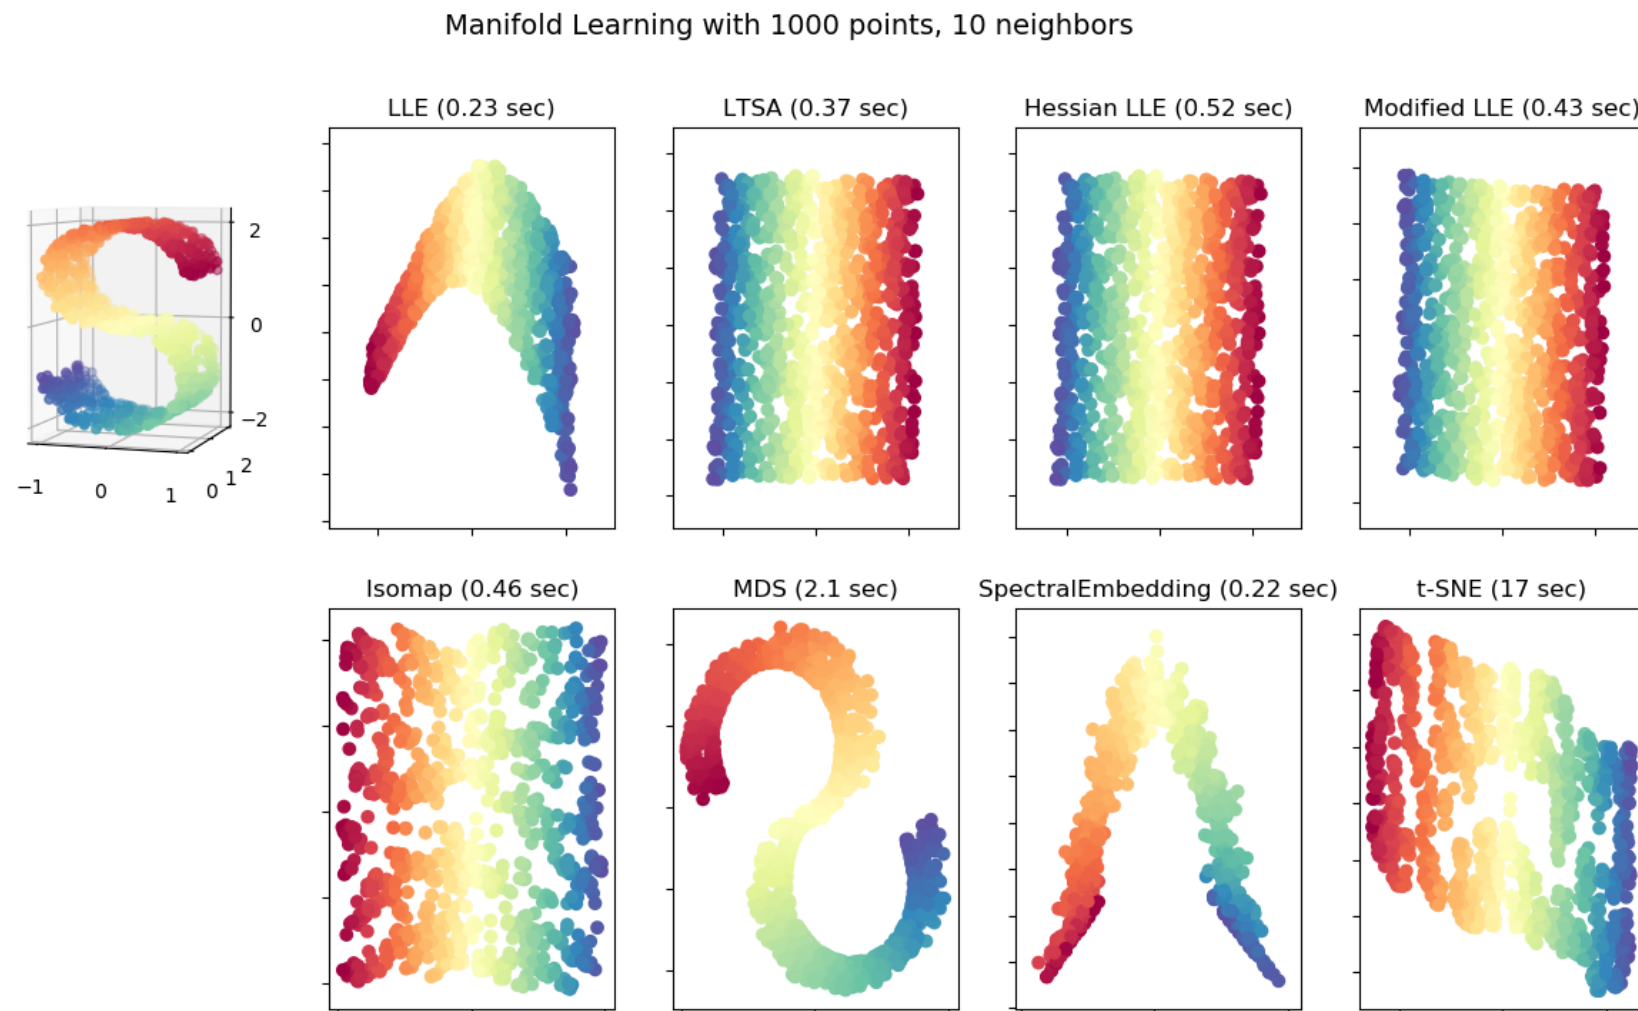 Manifold Learning with 1000 points, 10 neighbors
LLE (0.23 sec)
LTSA (0.37 sec)
Hessian LLE (0.52 sec)
Modified LLE (0.43 sec)
2
0
−2
−1
0
1
0
1
2
Isomap (0.46 sec)
MDS (2.1 sec)
SpectralEmbedding (0.22 sec)
t-SNE (17 sec)